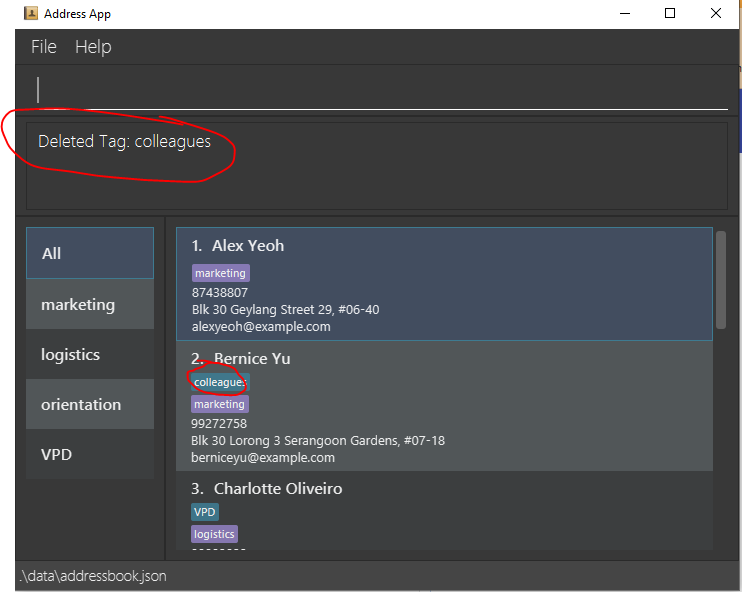 Address App
File Help
Deleted Tag: colleagues
All
marketing
logistics
orientation
VPD
1. Alex Yeoh
marketing
87438807
Blk 30 Geylang Street 29, #06-40
alexyeoh@example.com
2. Bernice Yu
colleagues
marketing
99272758
Blk 30 Lorong 3 Serangoon Gardens, #07-18
berniceyu@example.com
3. Charlotte Oliveiro
VPD
logistics
.\data\addressbook.json